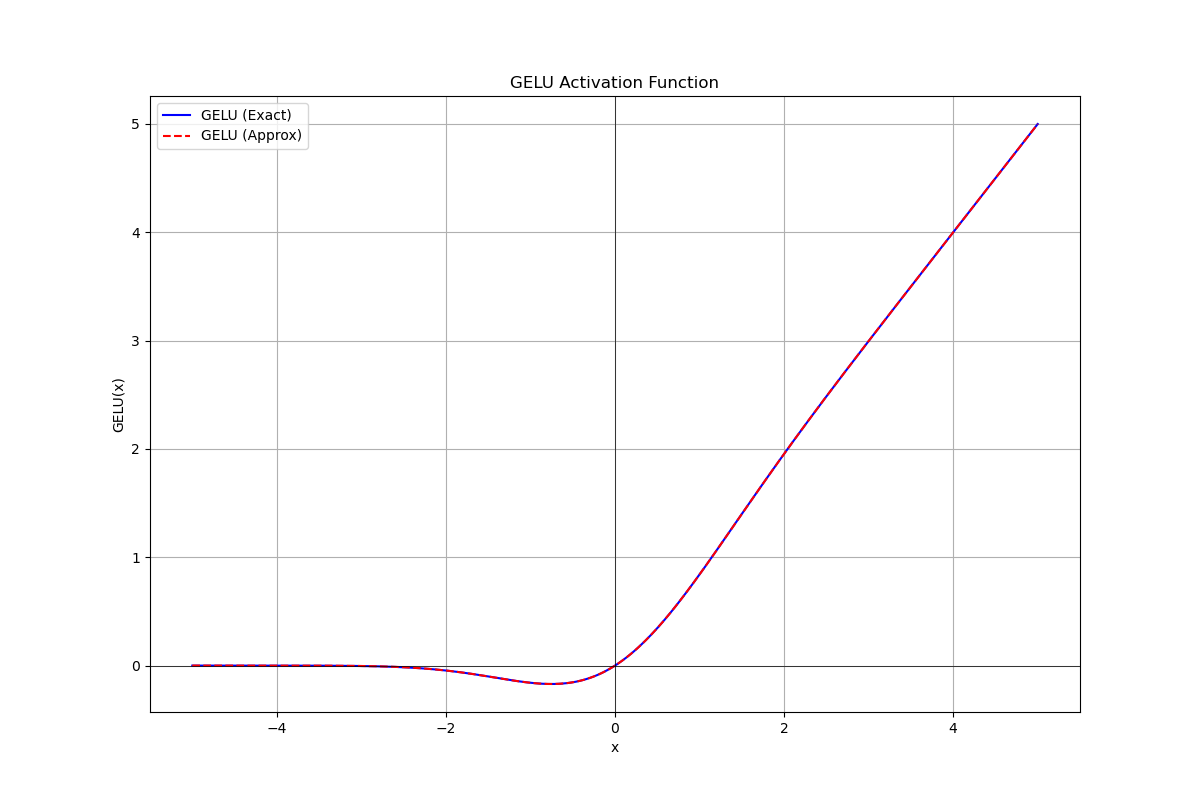 GELU Activation Function
GELU (Exact)
GELU (Approx)
5
4
3
2
1
0
GELU(x)
−4
−2
0
2
4
x